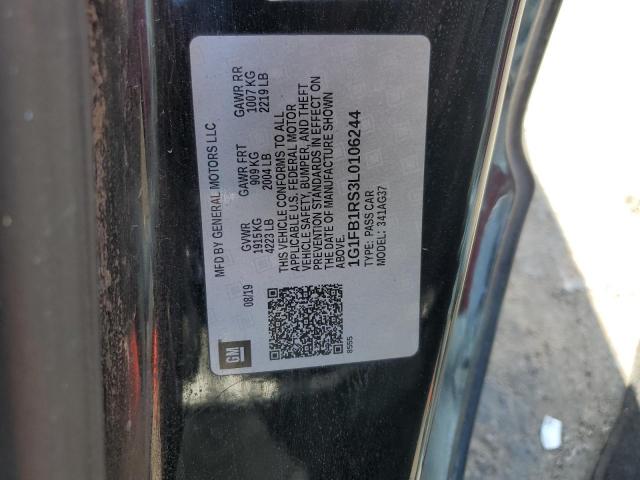 MFD BY GENERAL MOTORS LLC
GVWR GAWR FRT GAWR RR
1915 KG 909 KG 1007 KG
4223 LB 2004 LB 2219 LB
THIS VEHICLE CONFORMS TO ALL
APPLICABLE U.S. FEDERAL MOTOR
VEHICLE SAFETY, BUMPER, AND THEFT
PREVENTION STANDARDS IN EFFECT ON
THE DATE OF MANUFACTURE SHOWN
1G1FB1RS3L0106244
TYPE: PASS CAR
MODEL: 341AG37
GM
08/19
8555